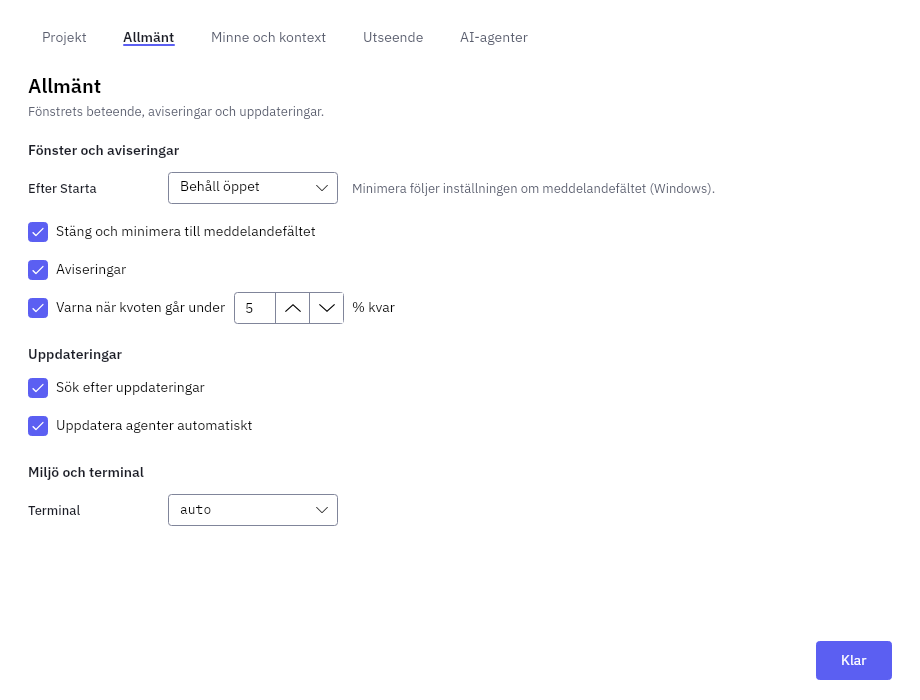 Projekt Allmänt Minne och kontext Utseende AI-agenter
Allmänt
Fönstrets beteende, aviseringar och uppdateringar.
Fönster och aviseringar
Efter Starta Behåll öppet Minimera följer inställningen om meddelandefältet (Windows).
Stäng och minimera till meddelandefältet
Aviseringar
Varna när kvoten går under 5 % kvar
Uppdateringar
Sök efter uppdateringar
Uppdatera agenter automatiskt
Miljö och terminal
Terminal auto
Klar